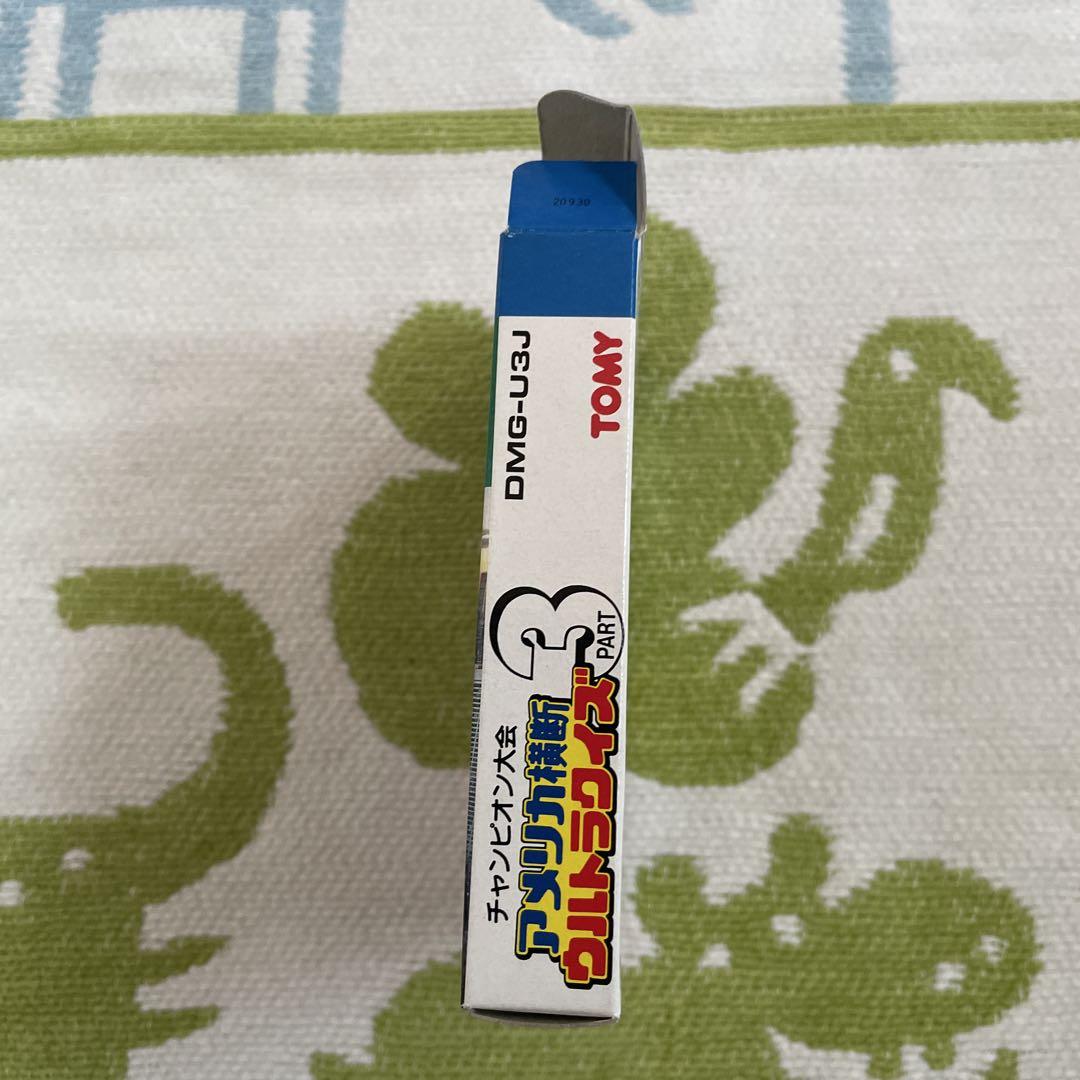 20930
DMG-U3J
TOMY
チャンピオン大会
アメリカ横断
ウルトラクイズ
3
PART